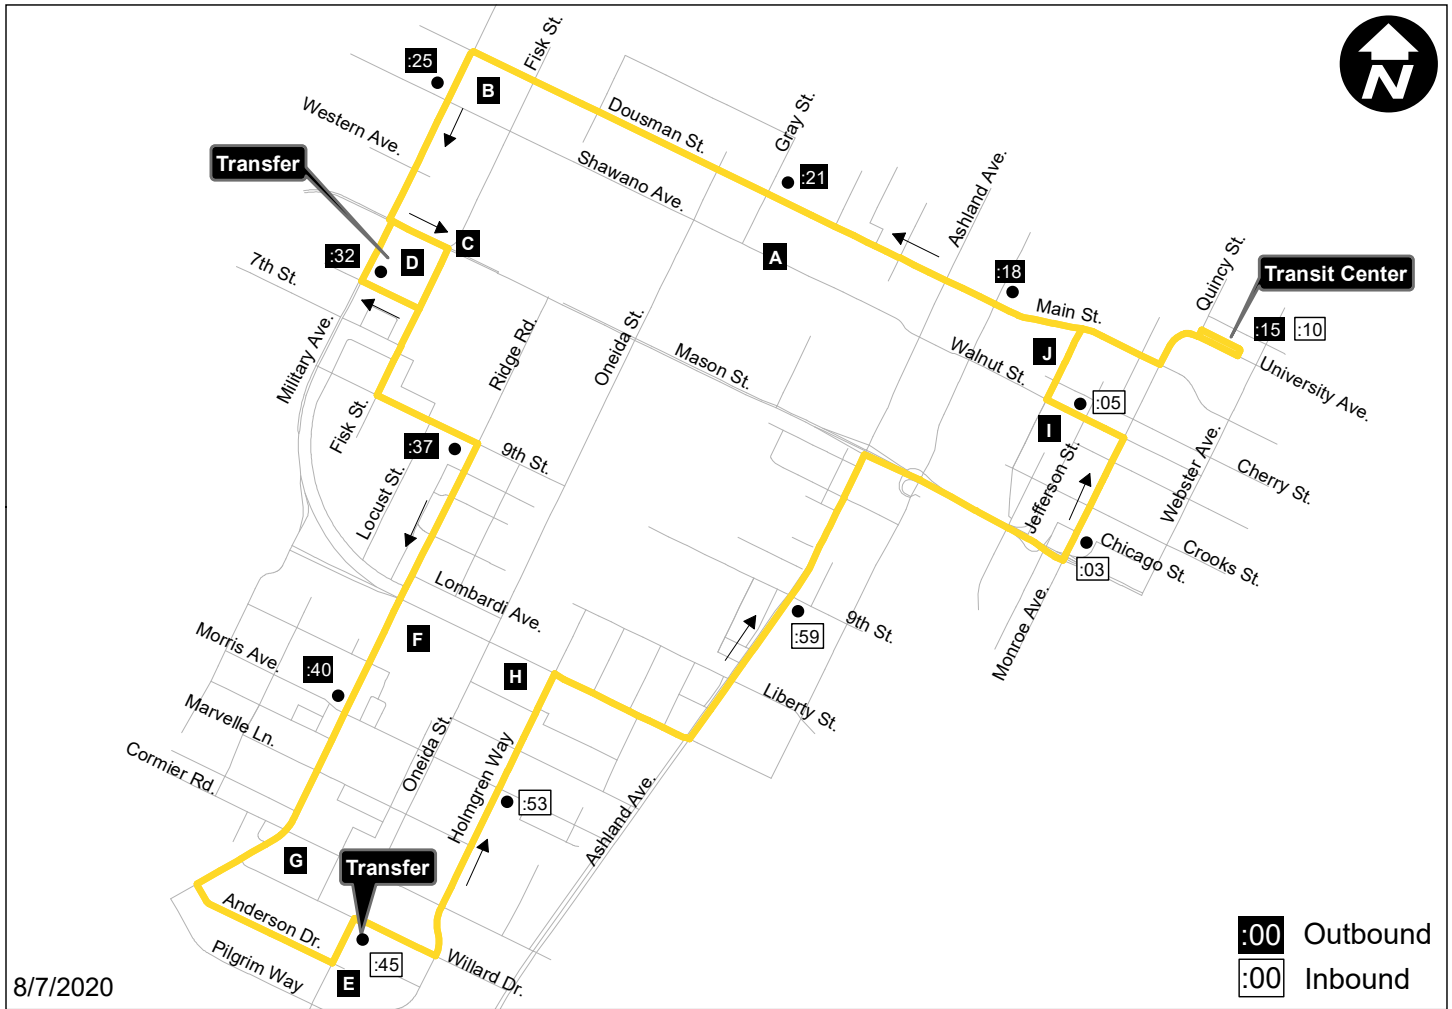 Fisk St.
:25
B
Western Ave.
Dousman St.
Gray St.
Transfer
Shawano Ave.
:21
Ashland Ave.
N
C
:32
D
A
7th St.
:18
Quincy St.
Transit Center
Main St.
:15
:10
Military Ave.
Ridge Rd.
Oneida St.
Mason St.
Walnut St.
J
University Ave.
:05
Fisk St.
:37
9th St.
I
Locust St.
Jefferson St.
Webster Ave.
Cherry St.
Chicago St.
Crooks St.
:03
Lombardi Ave.
Monroe Ave.
Morris Ave.
F
:59
9th St.
:40
H
Marvelle Ln.
Liberty St.
Cormier Rd.
Oneida St.
Holmgren Way
:53
Ashland Ave.
G
Transfer
Anderson Dr.
:45
Pilgrim Way
E
Willard Dr.
:00 Outbound
:00 Inbound
8/7/2020